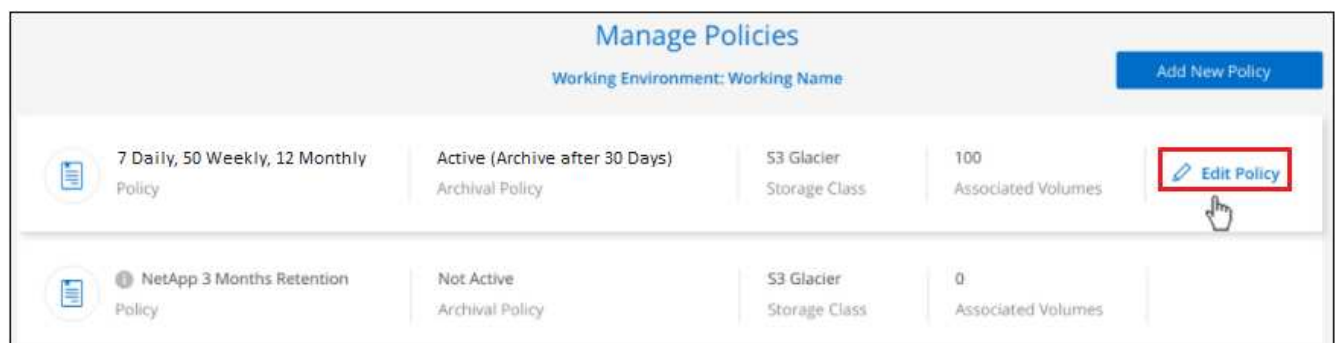 Manage Policies
Working Environment: Working Name
Add New Policy
7 Daily, 50 Weekly, 12 Monthly
Policy
Active (Archive after 30 Days)
Archival Policy
S3 Glacier
Storage Class
100
Associated Volumes
Edit Policy
NetApp 3 Months Retention
Policy
Not Active
Archival Policy
S3 Glacier
Storage Class
0
Associated Volumes